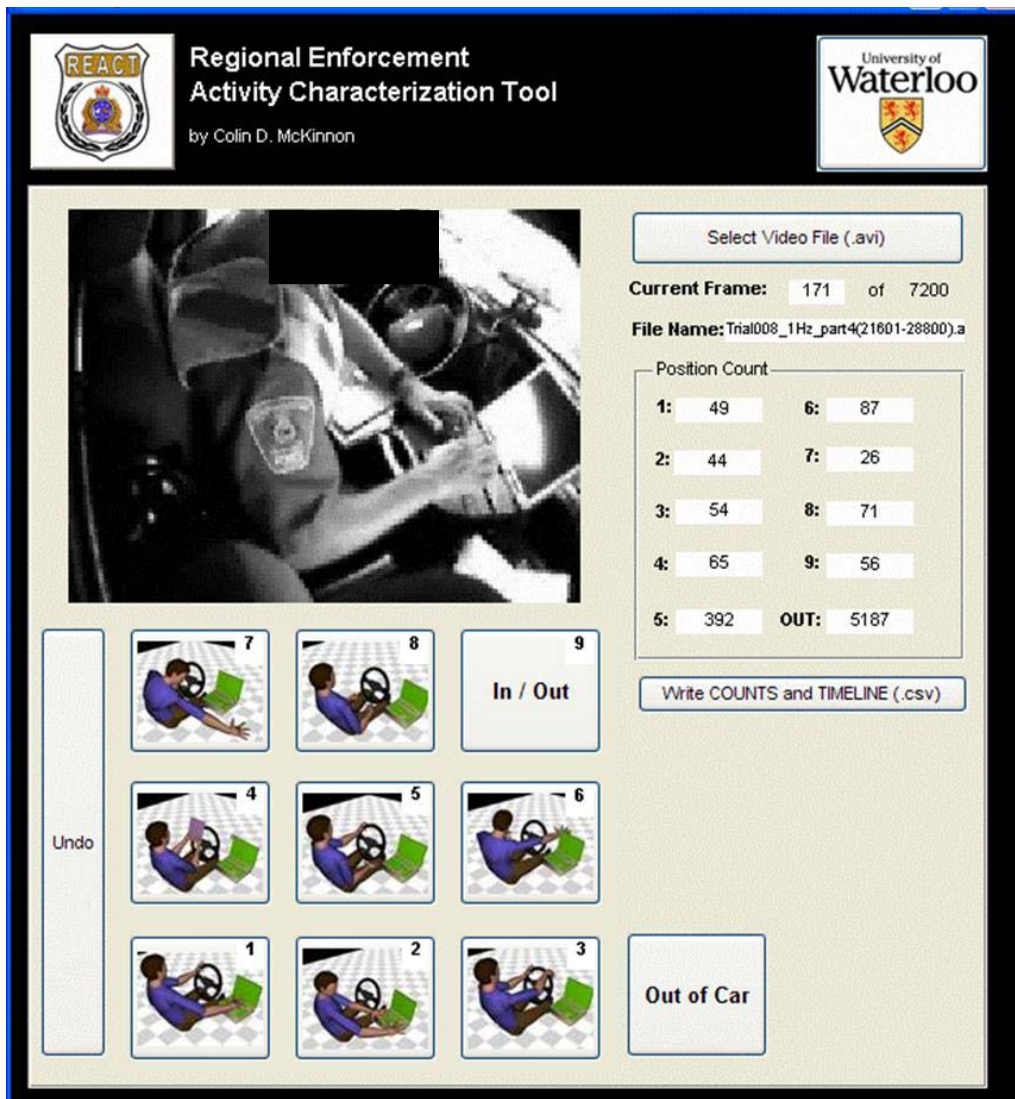 REACT
Regional Enforcement
Activity Characterization Tool
by Colin D. McKinnon
University of
Waterloo
Select Video File (.avi)
Current Frame: 171 of 7200
File Name: Trial008_1Hz_part4(21601-28800).a
Position Count
1: 49 6: 87
2: 44 7: 26
3: 54 8: 71
4: 65 9: 56
5: 392 OUT: 5187
Write COUNTS and TIMELINE (.csv)
7 8 9
In / Out
4 5 6
Undo
1 2 3
Out of Car